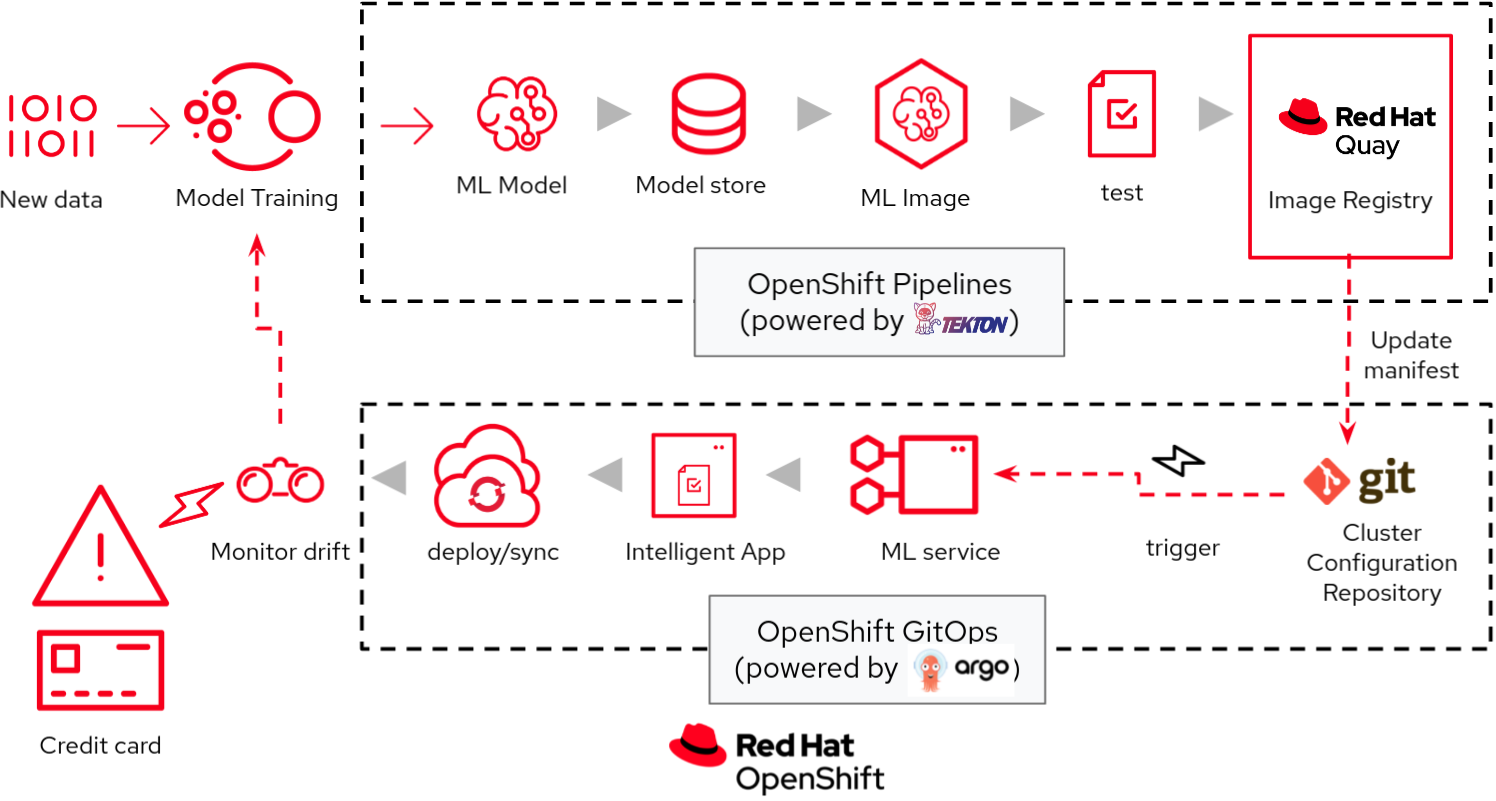 1010
11011
New data
Model Training
ML Model
Model store
ML Image
test
Red Hat
Quay
Image Registry
OpenShift Pipelines
(powered by TEKTON)
Update
manifest
git
Cluster
Configuration
Repository
trigger
ML service
Intelligent App
deploy/sync
Monitor drift
!
Credit card
OpenShift GitOps
(powered by argo)
Red Hat
OpenShift